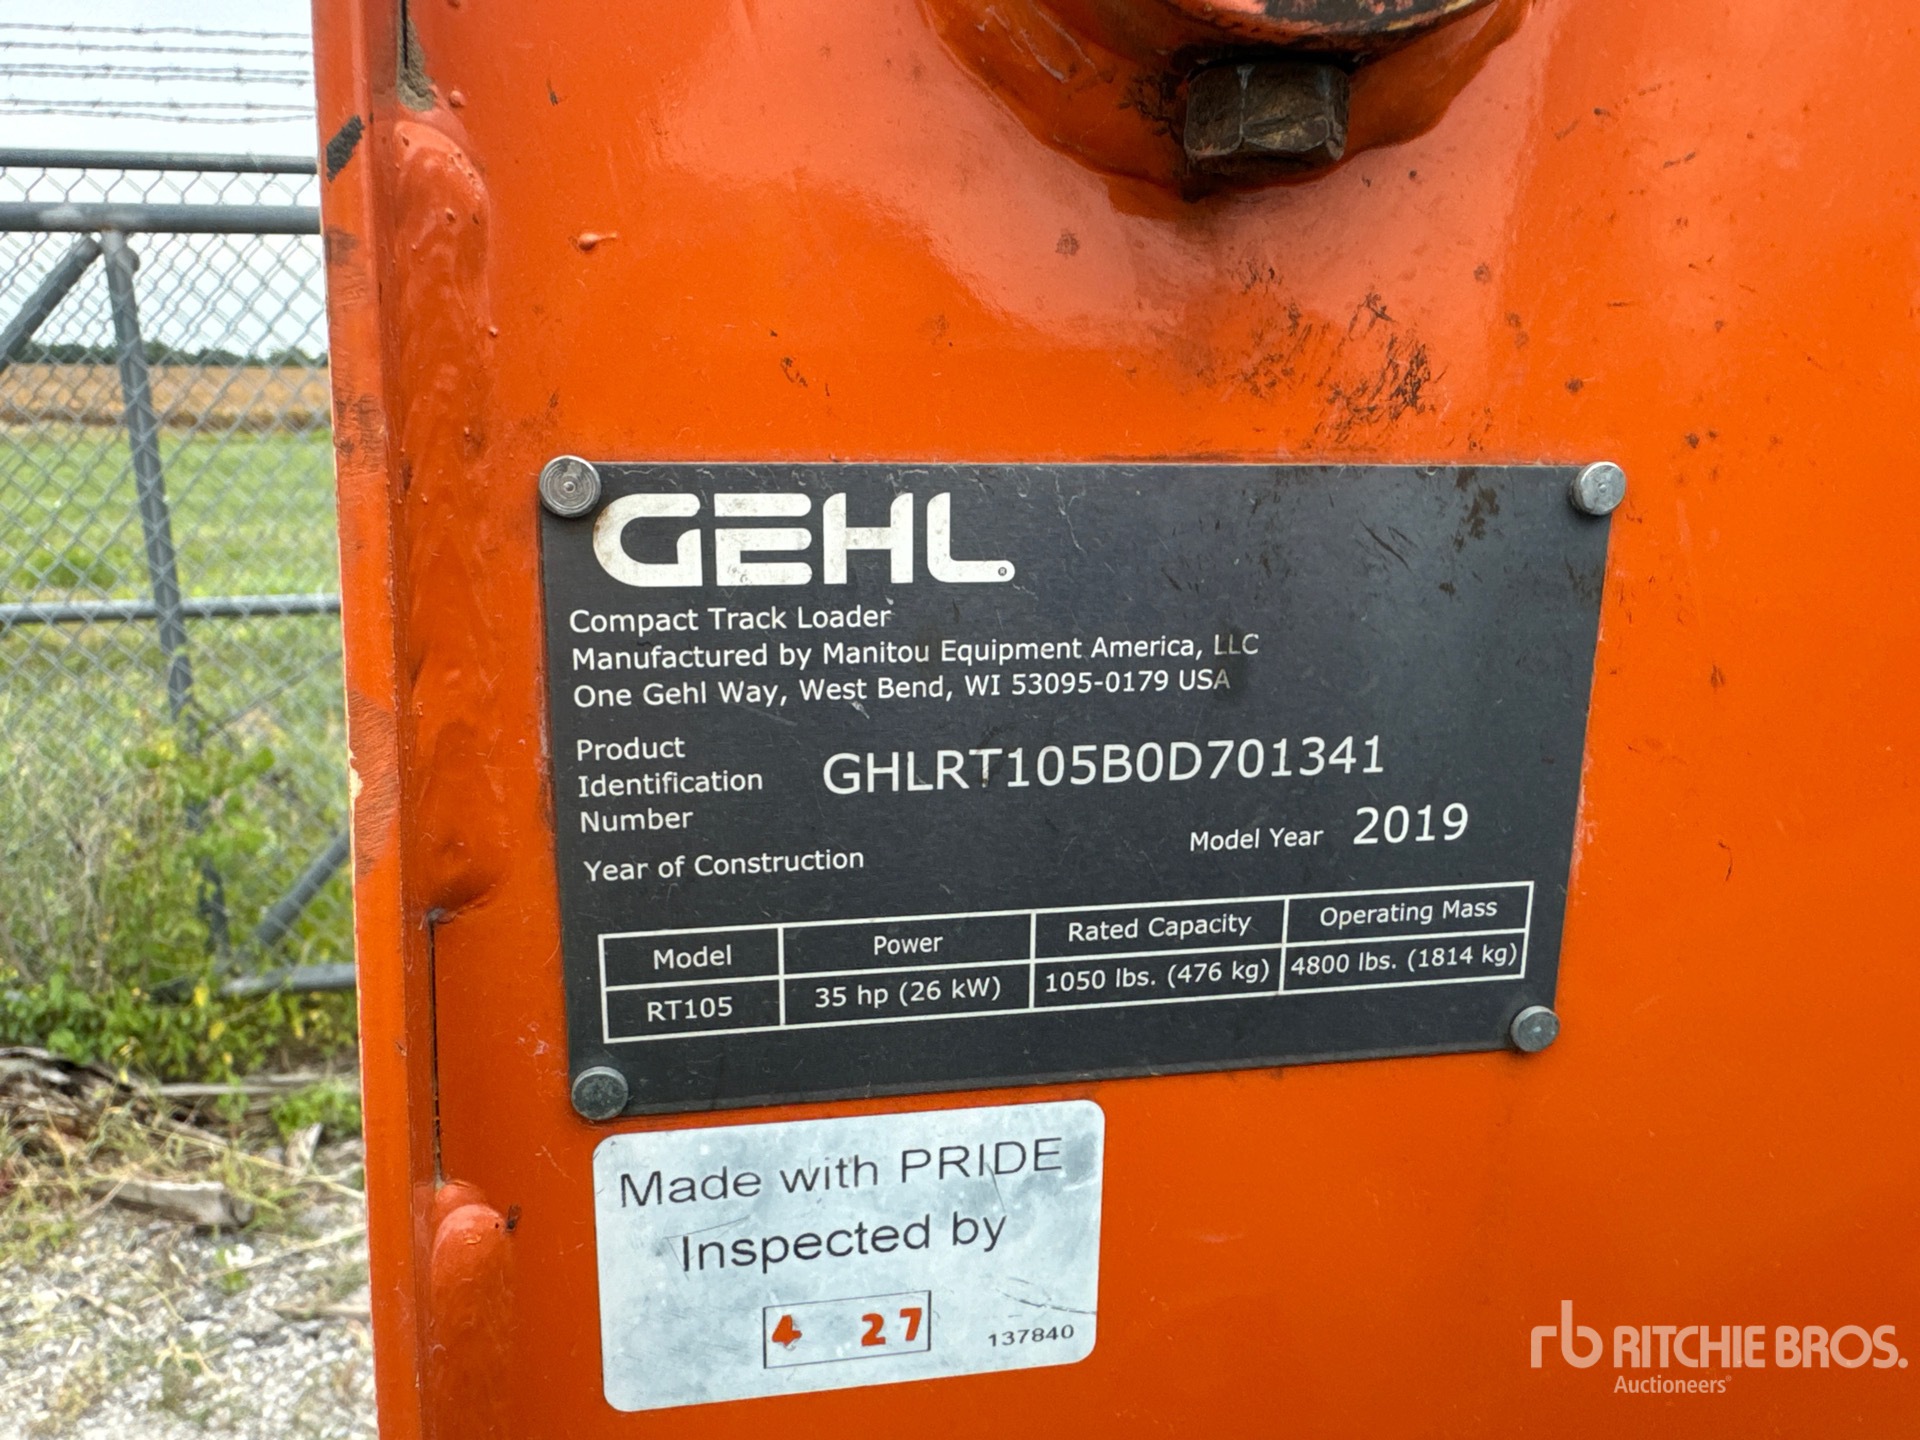 GEHL®
Compact Track Loader
Manufactured by Manitou Equipment America, LLC
One Gehl Way, West Bend, WI 53095-0179 USA
Product
Identification
Number
GHLRT105B0D701341
Model Year 2019
Year of Construction
Model Power Rated Capacity Operating Mass
RT105 35 hp (26 kW) 1050 lbs. (476 kg) 4800 lbs. (1814 kg)
Made with PRIDE
Inspected by
4 27
137840
rb RITCHIE BROS.
Auctioneers®